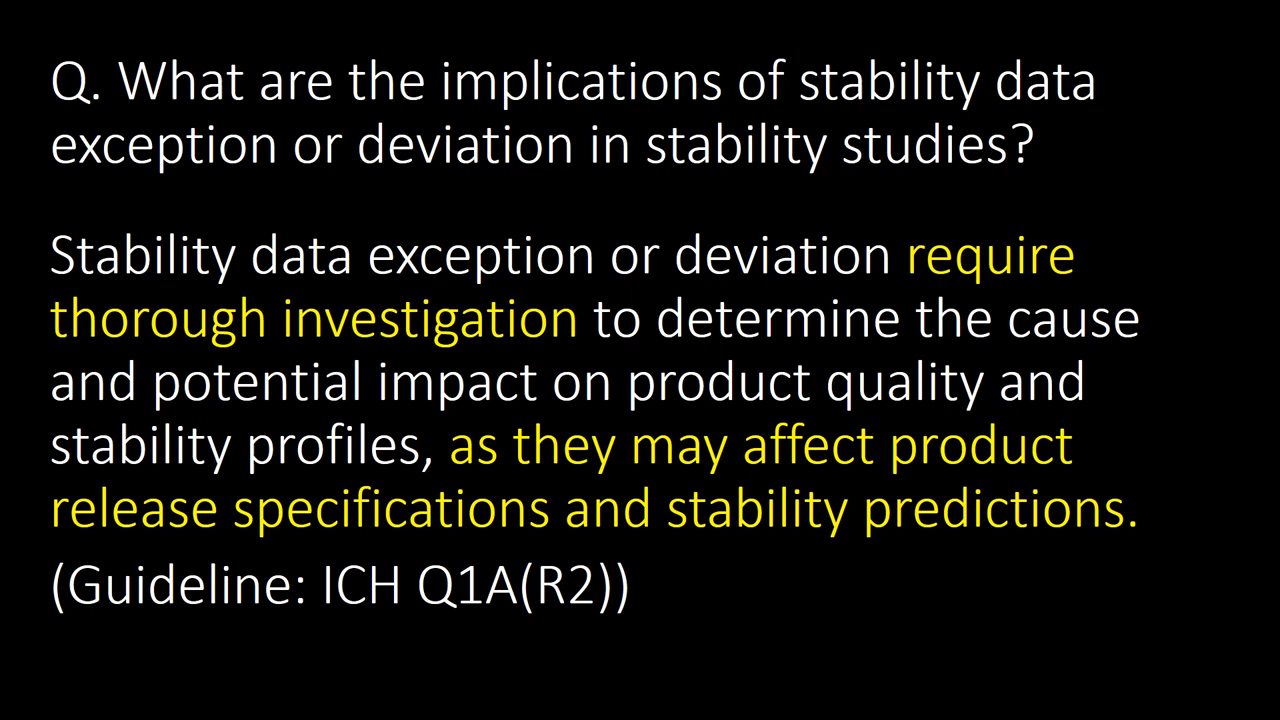 Q. What are the implications of stability data
exception or deviation in stability studies?
Stability data exception or deviation require
thorough investigation to determine the cause
and potential impact on product quality and
stability profiles, as they may affect product
release specifications and stability predictions.
(Guideline: ICH Q1A(R2))